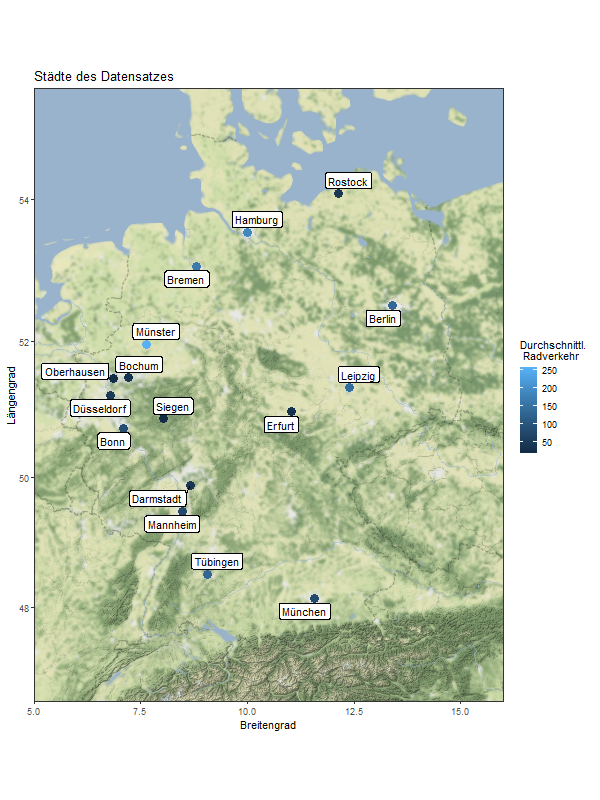 Städte des Datensatzes
Rostock
Hamburg
Bremen
Berlin
Münster
Oberhausen
Bochum
Leipzig
Düsseldorf
Siegen
Erfurt
Bonn
Darmstadt
Mannheim
Tübingen
München
54
52
50
48
Längengrad
5.0
7.5
10.0
12.5
15.0
Breitengrad
Durchschnittl.
Radverkehr
250
200
150
100
50